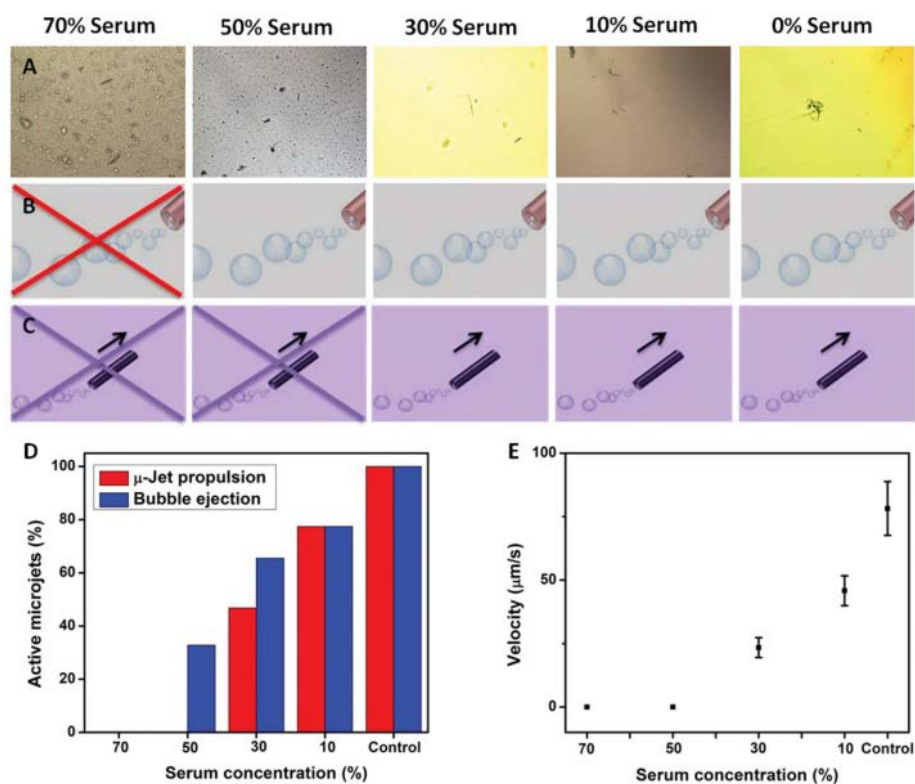 70% Serum 50% Serum 30% Serum 10% Serum 0% Serum
A
B
C
D
μ-Jet propulsion
Bubble ejection
Active microjets (%)
100
80
60
40
20
0
70 50 30 10 Control
Serum concentration (%)
E
Velocity (μm/s)
100
50
0
70 50 30 10 Control
Serum concentration (%)